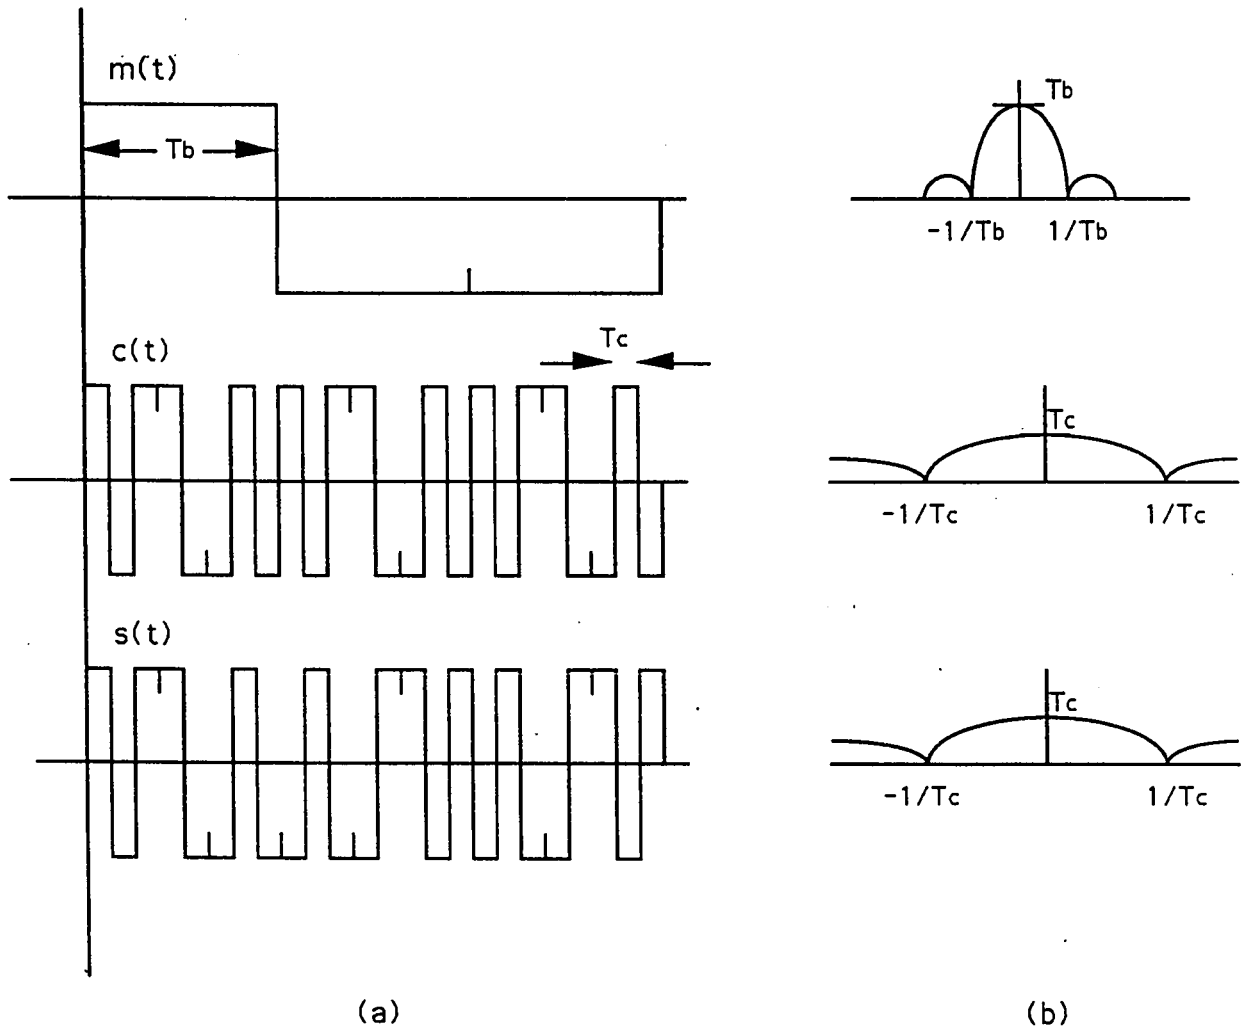 m(t)
Tb
Tb
-1/Tb 1/Tb
c(t)
Tc
Tc
-1/Tc 1/Tc
s(t)
Tc
-1/Tc 1/Tc
(a) (b)